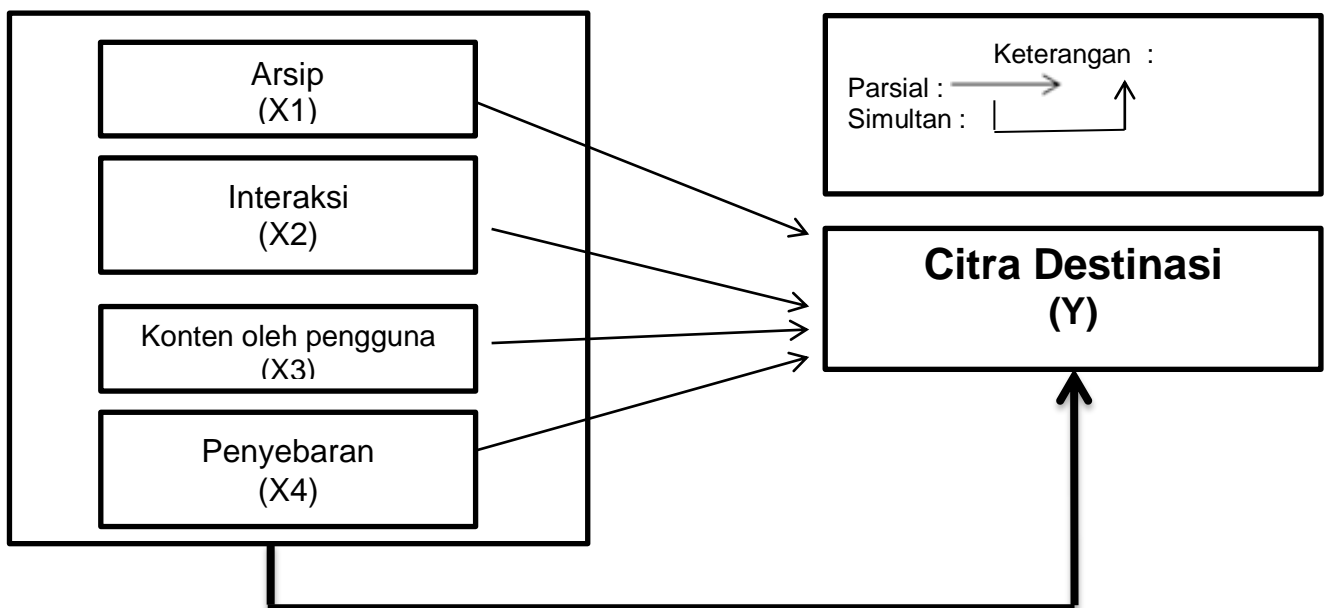 Arsip
(X1)
Interaksi
(X2)
Konten oleh pengguna
(X3)
Penyebaran
(X4)
Keterangan :
Parsial :
Simultan :
Citra Destinasi
(Y)